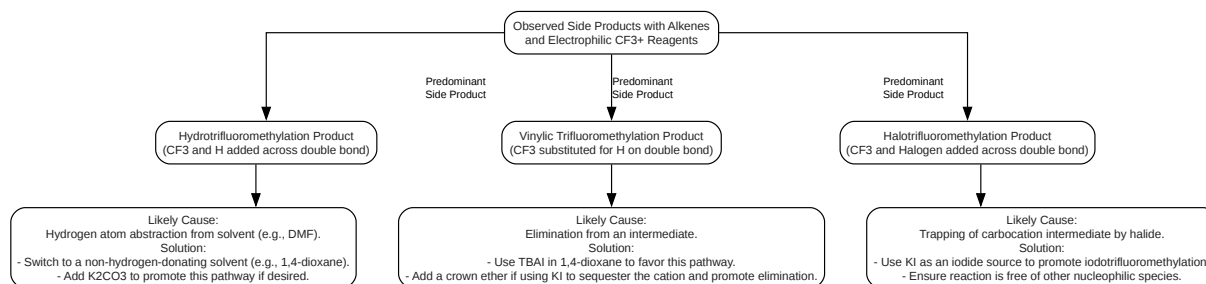 Observed Side Products with Alkenes
and Electrophilic CF3+ Reagents
Predominant
Side Product
Predominant
Side Product
Predominant
Side Product
Hydrotrifluoromethylation Product
(CF3 and H added across double bond)
Vinylic Trifluoromethylation Product
(CF3 substituted for H on double bond)
Halotrifluoromethylation Product
(CF3 and Halogen added across double bond)
Likely Cause:
Hydrogen atom abstraction from solvent (e.g., DMF).
Solution:
- Switch to a non-hydrogen-donating solvent (e.g., 1,4-dioxane).
- Add K2CO3 to promote this pathway if desired.
Likely Cause:
Elimination from an intermediate.
Solution:
- Use TBAI in 1,4-dioxane to favor this pathway.
- Add a crown ether if using KI to sequester the cation and promote elimination.
Likely Cause:
Trapping of carbocation intermediate by halide.
Solution:
- Use KI as an iodide source to promote iodotrifluoromethylation
- Ensure reaction is free of other nucleophilic species.